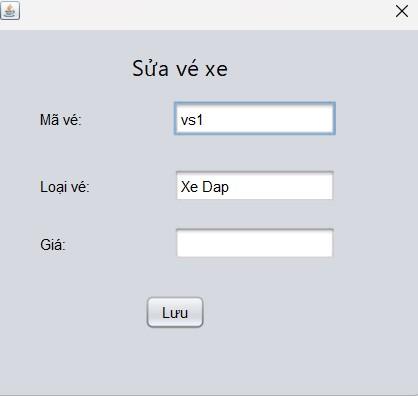 Sửa vé xe
Mã vé: vs1
Loại vé: Xe Dap
Giá:
Lưu